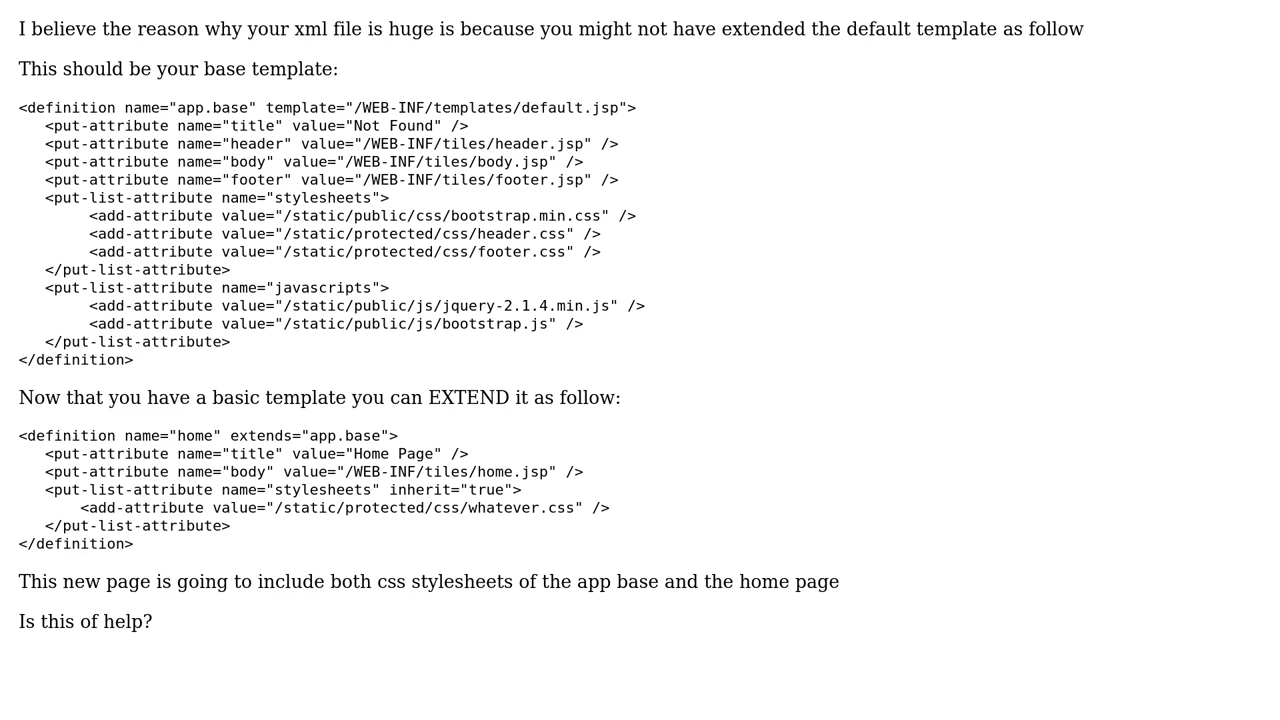 I believe the reason why your xml file is huge is because you might not have extended the default template as follow
This should be your base template:
<definition name="app.base" template="/WEB-INF/templates/default.jsp">
   <put-attribute name="title" value="Not Found" />
   <put-attribute name="header" value="/WEB-INF/tiles/header.jsp" />
   <put-attribute name="body" value="/WEB-INF/tiles/body.jsp" />
   <put-attribute name="footer" value="/WEB-INF/tiles/footer.jsp" />
   <put-list-attribute name="stylesheets">
        <add-attribute value="/static/public/css/bootstrap.min.css" />
        <add-attribute value="/static/protected/css/header.css" />
        <add-attribute value="/static/protected/css/footer.css" />
   </put-list-attribute>
   <put-list-attribute name="javascripts">
        <add-attribute value="/static/public/js/jquery-2.1.4.min.js" />
        <add-attribute value="/static/public/js/bootstrap.js" />
   </put-list-attribute>
</definition>
Now that you have a basic template you can EXTEND it as follow:
<definition name="home" extends="app.base">
   <put-attribute name="title" value="Home Page" />
   <put-attribute name="body" value="/WEB-INF/tiles/home.jsp" />
   <put-list-attribute name="stylesheets" inherit="true">
       <add-attribute value="/static/protected/css/whatever.css" />
   </put-list-attribute>
</definition>
This new page is going to include both css stylesheets of the app base and the home page
Is this of help?